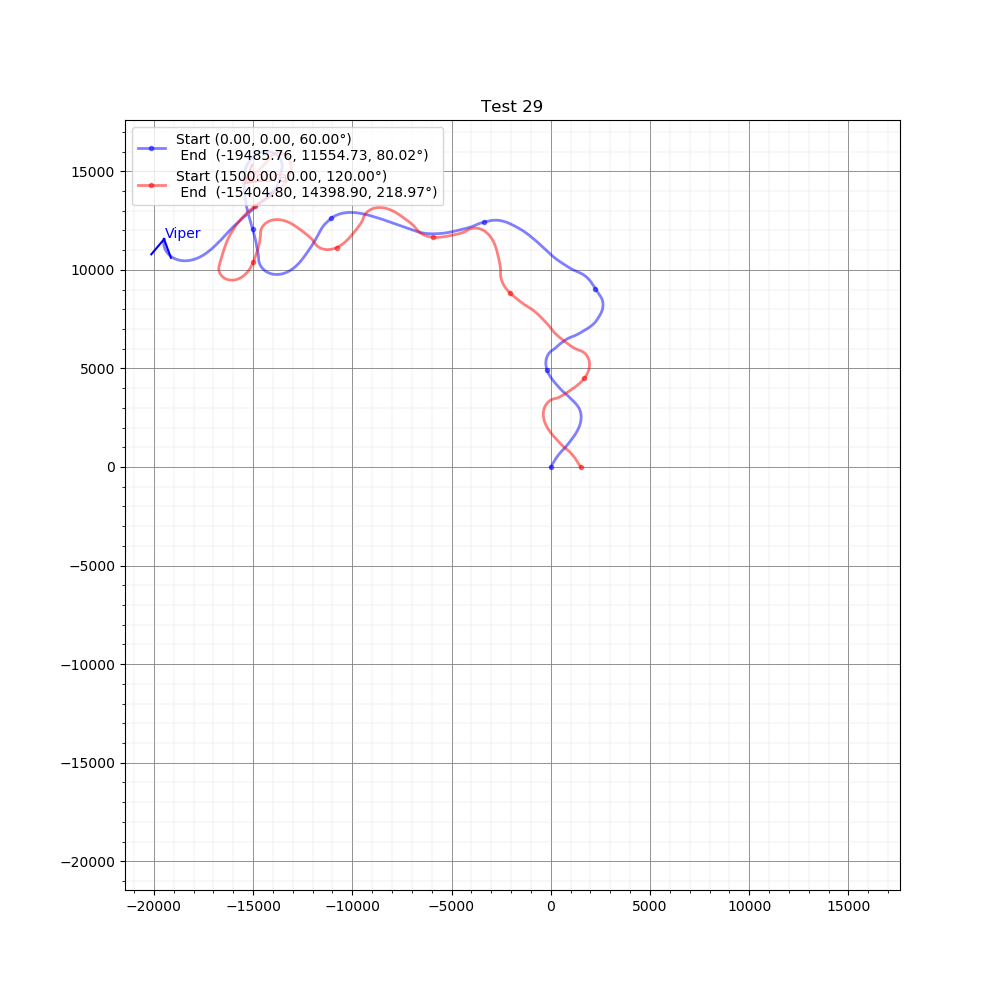 Test 29
Start (0.00, 0.00, 60.00°)
End (-19485.76, 11554.73, 80.02°)
Start (1500.00, 0.00, 120.00°)
End (-15404.80, 14398.90, 218.97°)
Viper
15000
10000
5000
0
−5000
−10000
−15000
−20000
−20000 −15000 −10000 −5000 0 5000 10000 15000